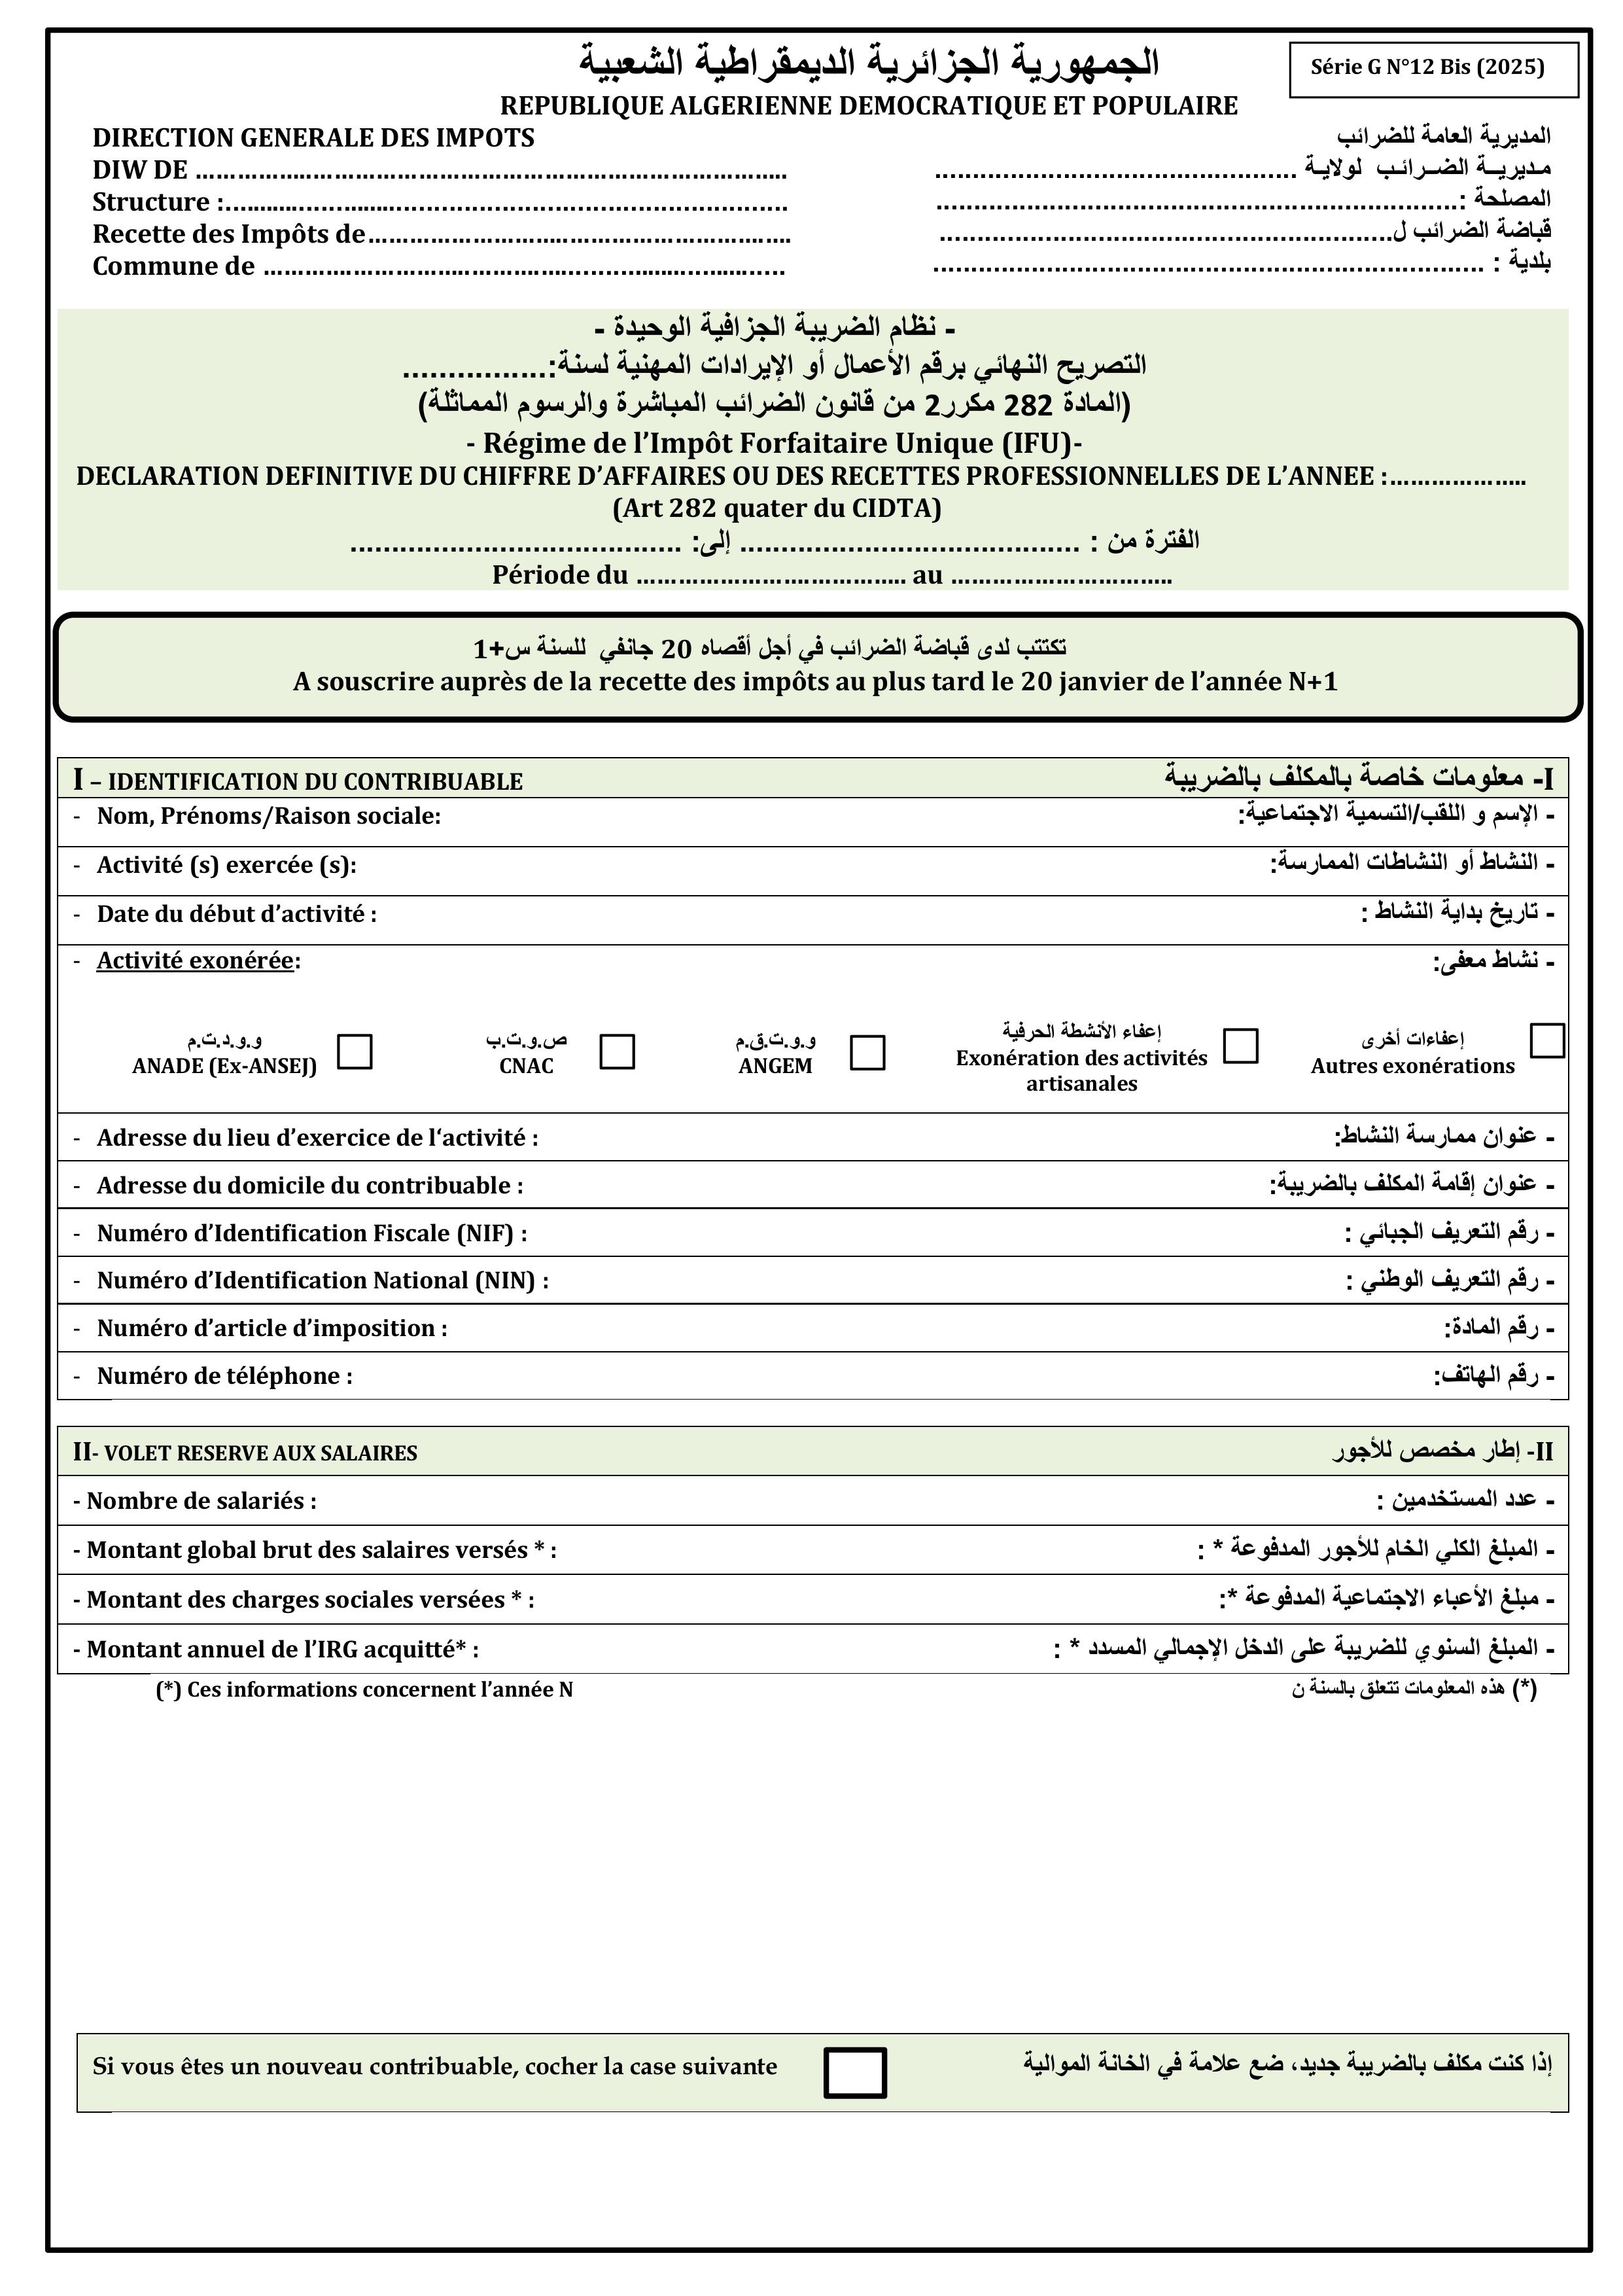 الجمهورية الجزائرية الديمقراطية الشعبية
Série G N°12 Bis (2025)
REPUBLIQUE ALGERIENNE DEMOCRATIQUE ET POPULAIRE
DIRECTION GENERALE DES IMPOTS
المديرية العامة للضرائب
DIW DE ................................................................
مـديريــة الضــرائـب لولايـة ................................................
Structure :................................................................
المصلحة :................................................................
Recette des Impôts de................................................................
قباضة الضرائب ل................................................................
Commune de ................................................................
بلدية : ................................................................
- نظام الضريبة الجزافية الوحيدة -
التصريح النهائي برقم الأعمال أو الإيرادات المهنية لسنة:................
(المادة 282 مكرر2 من قانون الضرائب المباشرة والرسوم المماثلة)
- Régime de l’Impôt Forfaitaire Unique (IFU)-
DECLARATION DEFINITIVE DU CHIFFRE D’AFFAIRES OU DES RECETTES PROFESSIONNELLES DE L’ANNEE :..................
(Art 282 quater du CIDTA)
الفترة من : ........................................ إلى: ........................................
Période du .................................. au ............................
تكتتب لدى قباضة الضرائب في أجل أقصاه 20 جانفي للسنة س+1
A souscrire auprès de la recette des impôts au plus tard le 20 janvier de l’année N+1
I – IDENTIFICATION DU CONTRIBUABLE
I- معلومات خاصة بالمكلف بالضريبة
- Nom, Prénoms/Raison sociale:
- الإسم و اللقب/التسمية الاجتماعية:
- Activité (s) exercée (s):
- النشاط أو النشاطات الممارسة:
- Date du début d’activité :
- تاريخ بداية النشاط :
- Activité exonérée:
- نشاط معفى:
و.و.د.ت.م
ANADE (Ex-ANSEJ)
ص.و.ت.ب
CNAC
و.و.ت.ق.م
ANGEM
إعفاء الأنشطة الحرفية
Exonération des activités
artisanales
إعفاءات أخرى
Autres exonérations
- Adresse du lieu d’exercice de l‘activité :
- عنوان ممارسة النشاط:
- Adresse du domicile du contribuable :
- عنوان إقامة المكلف بالضريبة:
- Numéro d’Identification Fiscale (NIF) :
- رقم التعريف الجبائي :
- Numéro d’Identification National (NIN) :
- رقم التعريف الوطني :
- Numéro d’article d’imposition :
- رقم المادة:
- Numéro de téléphone :
- رقم الهاتف:
II- VOLET RESERVE AUX SALAIRES
II- إطار مخصص للأجور
- Nombre de salariés :
- عدد المستخدمين :
- Montant global brut des salaires versés * :
- المبلغ الكلي الخام للأجور المدفوعة * :
- Montant des charges sociales versées * :
- مبلغ الأعباء الاجتماعية المدفوعة *:
- Montant annuel de l’IRG acquitté* :
- المبلغ السنوي للضريبة على الدخل الإجمالي المسدد * :
(*) Ces informations concernent l’année N
(*) هذه المعلومات تتعلق بالسنة ن
Si vous êtes un nouveau contribuable, cocher la case suivante
إذا كنت مكلف بالضريبة جديد، ضع علامة في الخانة الموالية